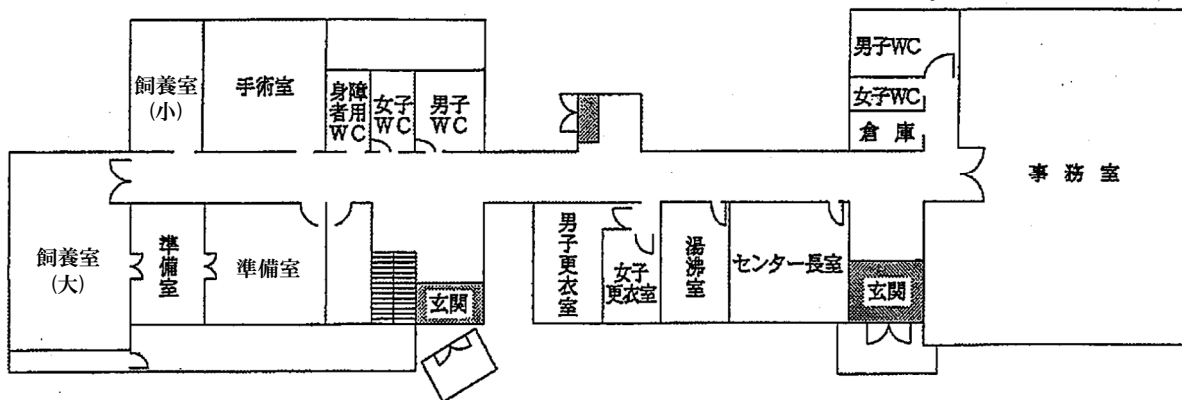 男子WC
女子WC
倉庫
事務室
飼養室
(小)
手術室
身障
者用
WC
女子
WC
男子
WC
飼養室
(大)
準備室
準備室
玄関
男子更衣室
女子
更衣室
湯沸室
センター長室
玄関